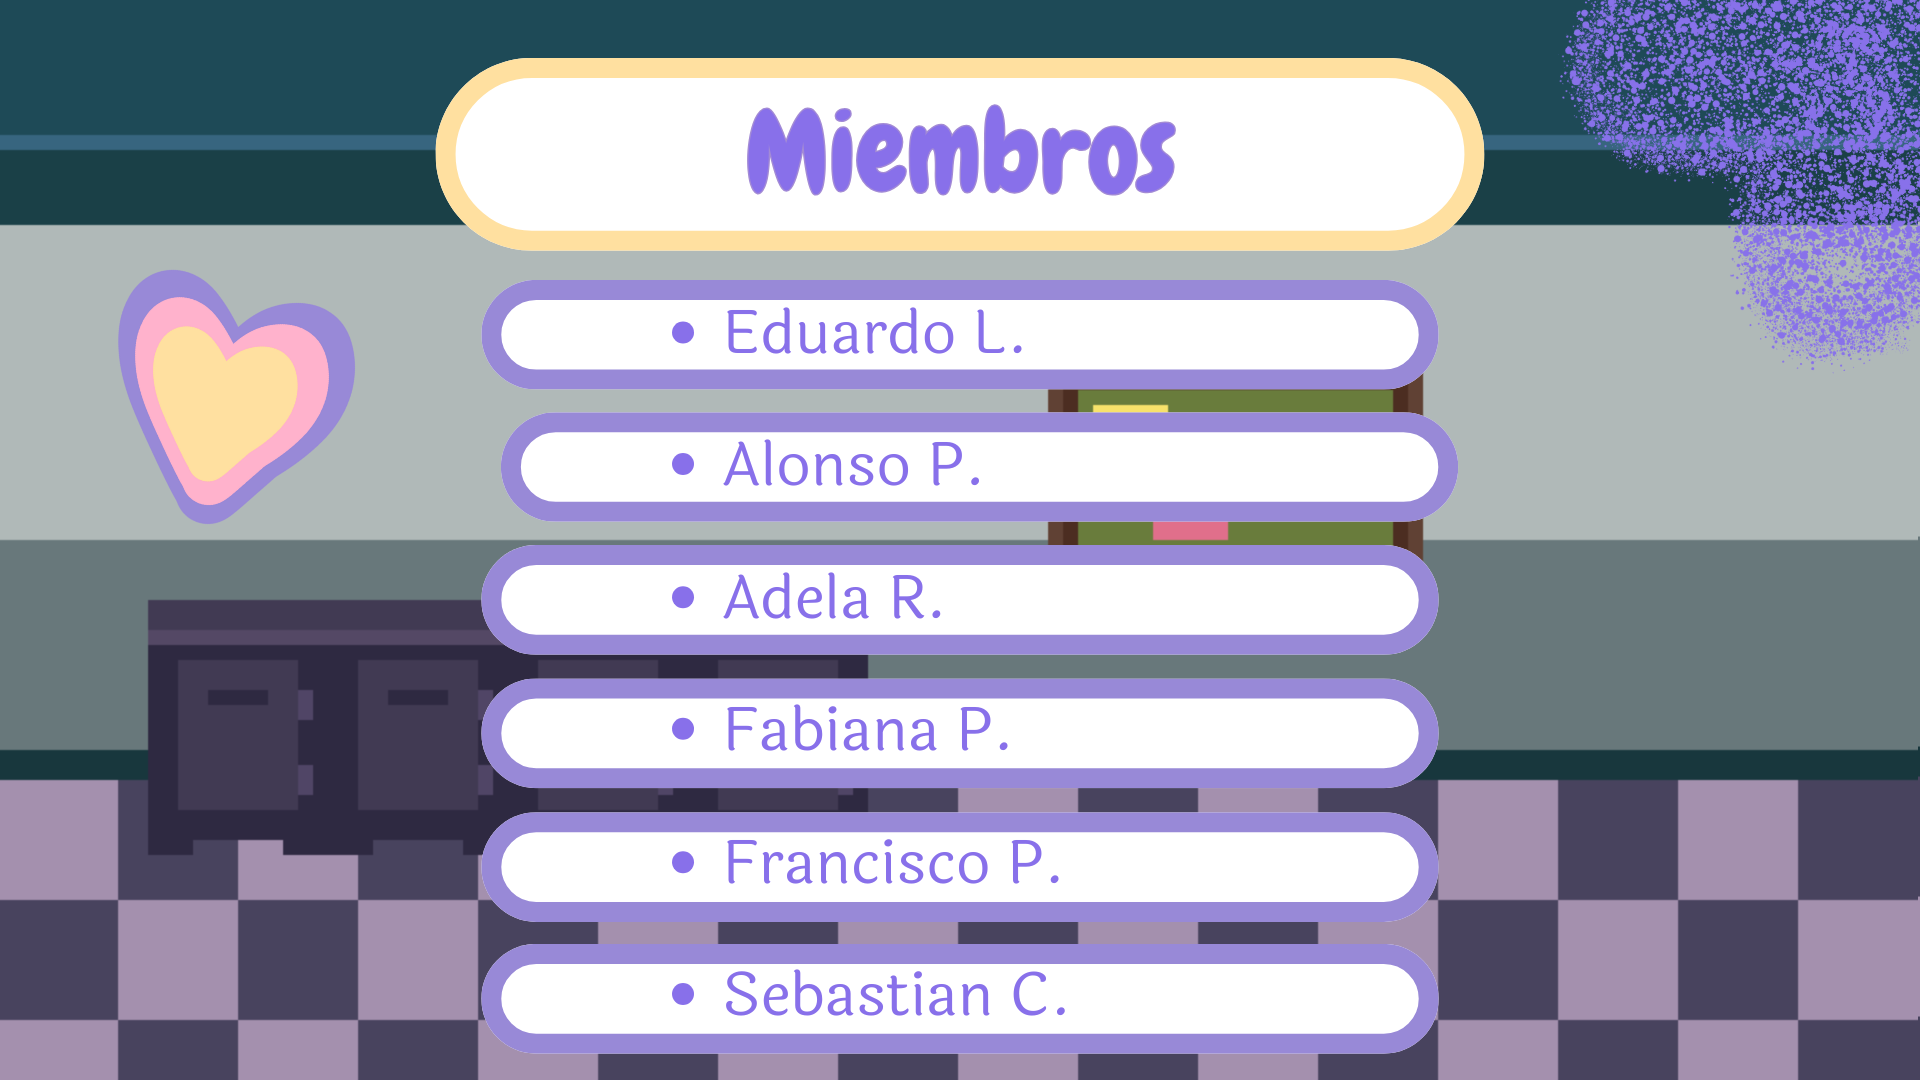 Miembros
• Eduardo L.
• Alonso P.
• Adela R.
• Fabiana P.
• Francisco P.
• Sebastian C.